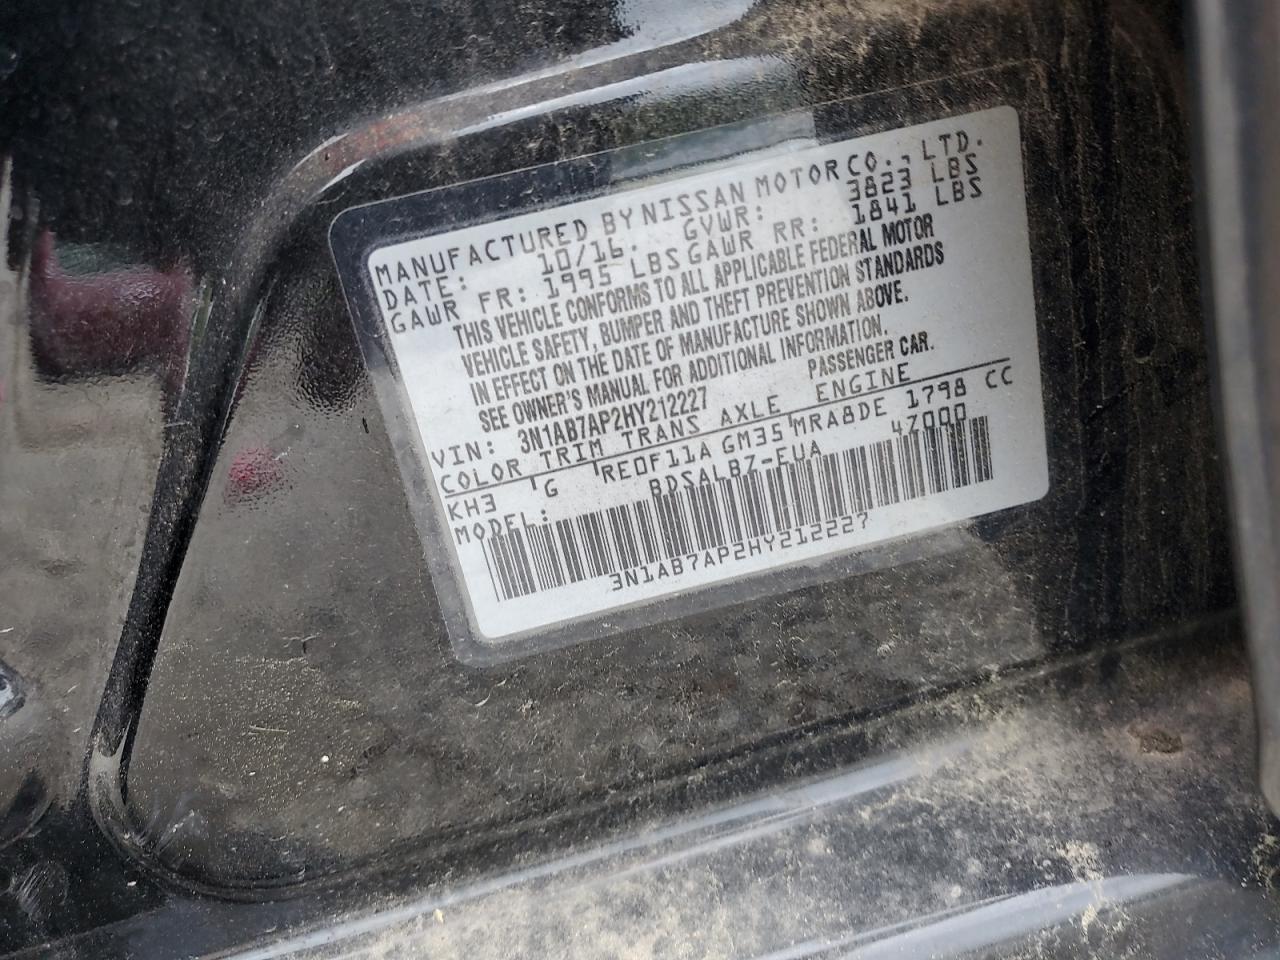 MANUFACTURED BY NISSAN MOTOR CO., LTD.
DATE: 10/16. GVWR: 3823 LBS
GAWR FR: 1995 LBS GAWR RR: 1841 LBS
THIS VEHICLE CONFORMS TO ALL APPLICABLE FEDERAL MOTOR
VEHICLE SAFETY, BUMPER AND THEFT PREVENTION STANDARDS
IN EFFECT ON THE DATE OF MANUFACTURE SHOWN ABOVE.
SEE OWNER'S MANUAL FOR ADDITIONAL INFORMATION.
VIN: 3N1AB7AP2HY212227 PASSENGER CAR.
COLOR TRIM TRANS AXLE ENGINE
KH3 G RE0F11A GM35 MRA8DE 1798 CC
MODEL: BDSALBZ-EUA 4Z000
3N1AB7AP2HY212227